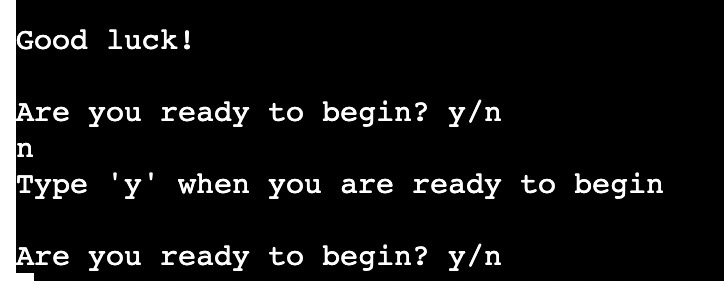 Good luck!
Are you ready to begin? y/n
n
Type 'y' when you are ready to begin
Are you ready to begin? y/n